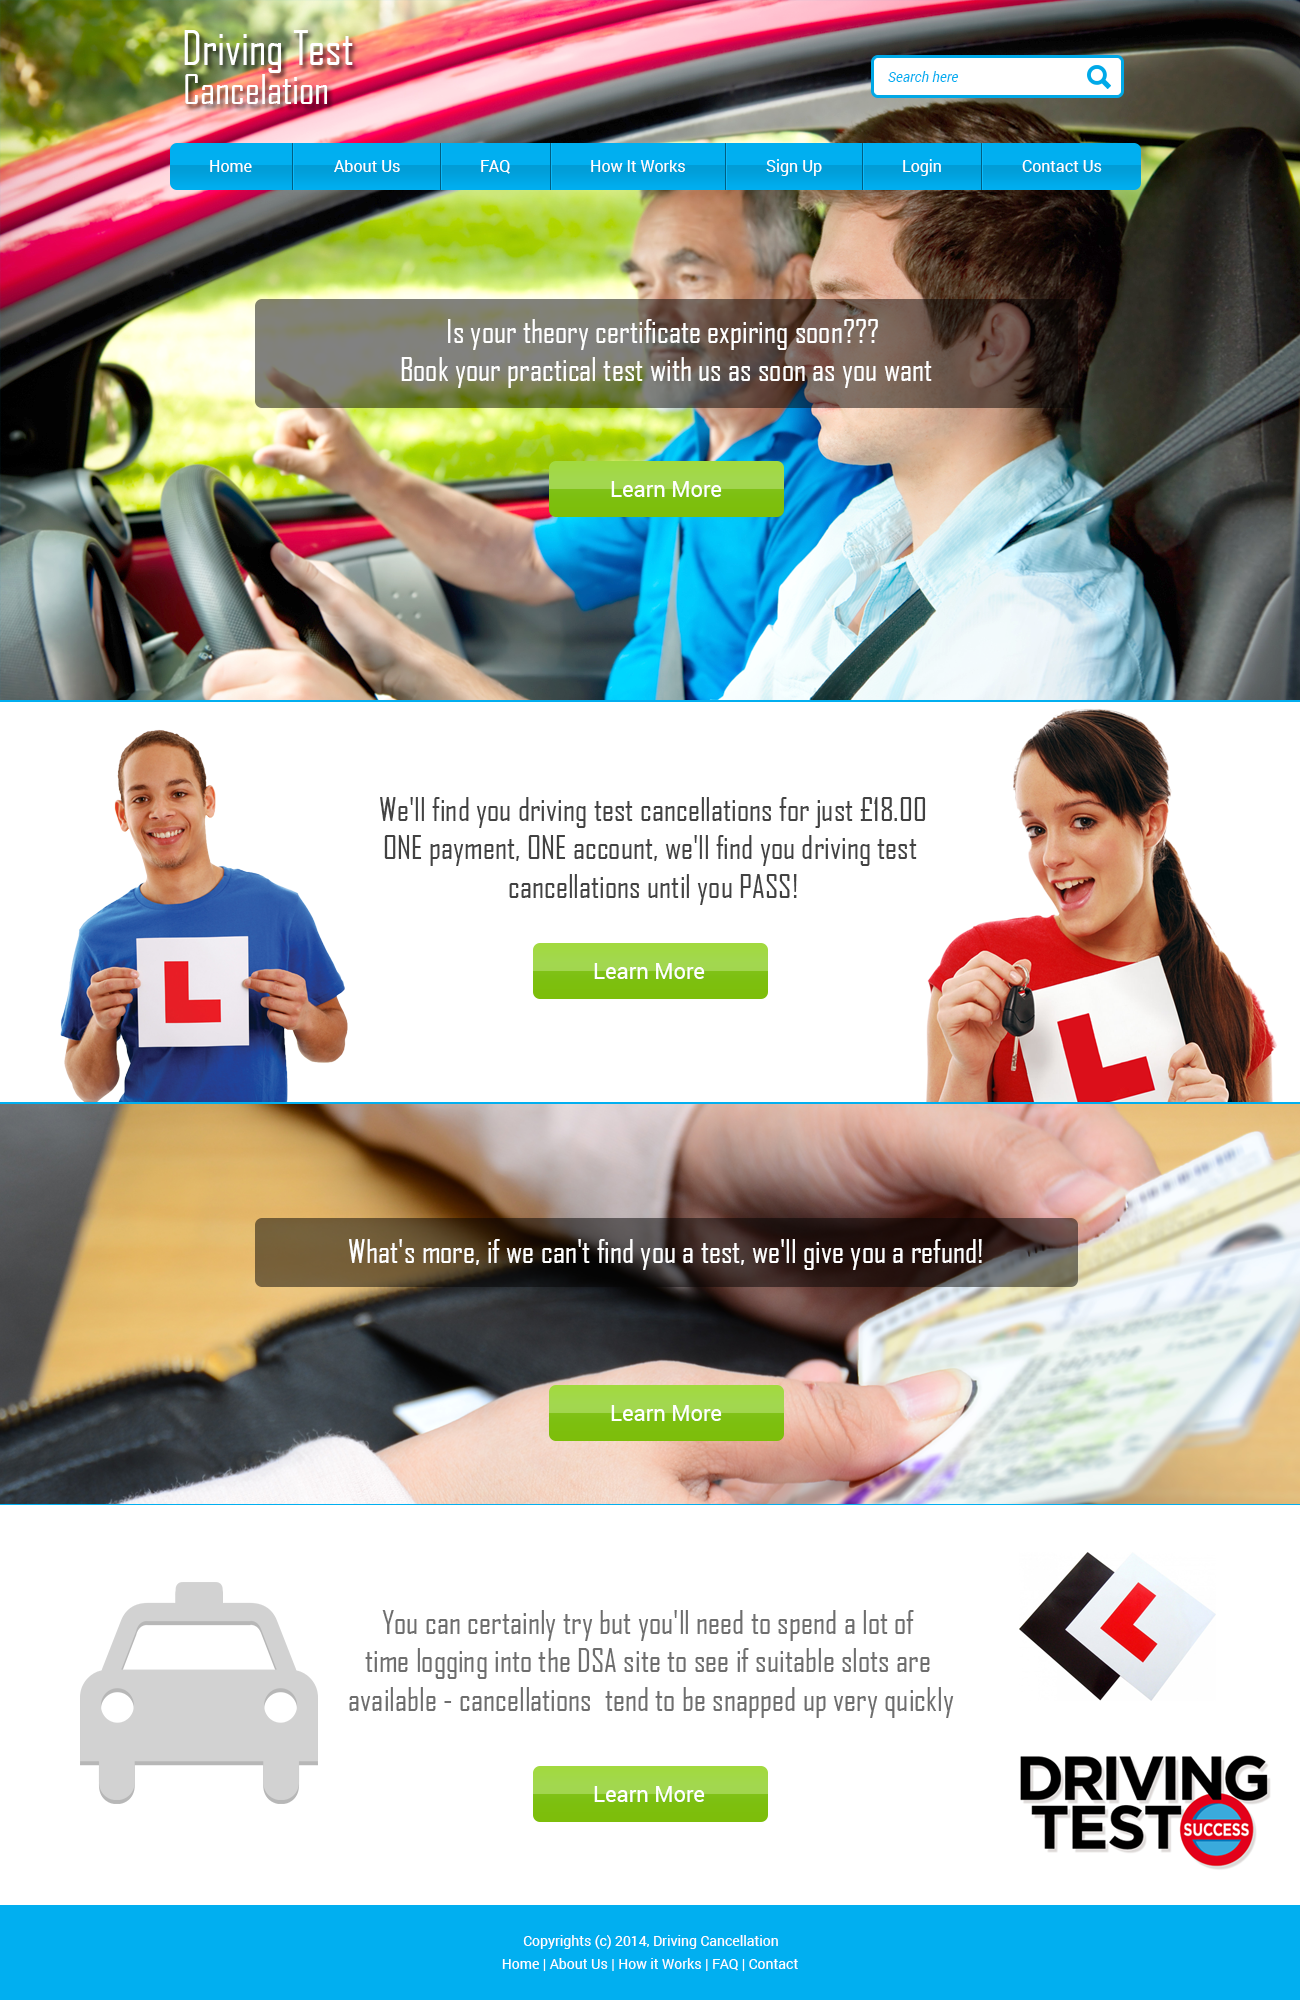 Driving Test
Cancelation
Search here
Home
About Us
FAQ
How It Works
Sign Up
Login
Contact Us
Is your theory certificate expiring soon???
Book your practical test with us as soon as you want
Learn More
We'll find you driving test cancellations for just £18.00
ONE payment, ONE account, we'll find you driving test
cancellations until you PASS!
Learn More
L
L
What's more, if we can't find you a test, we'll give you a refund!
Learn More
You can certainly try but you'll need to spend a lot of
time logging into the DSA site to see if suitable slots are
available - cancellations  tend to be snapped up very quickly
Learn More
L
DRIVING
TEST
SUCCESS
Copyrights (c) 2014, Driving Cancellation
Home | About Us | How it Works | FAQ | Contact